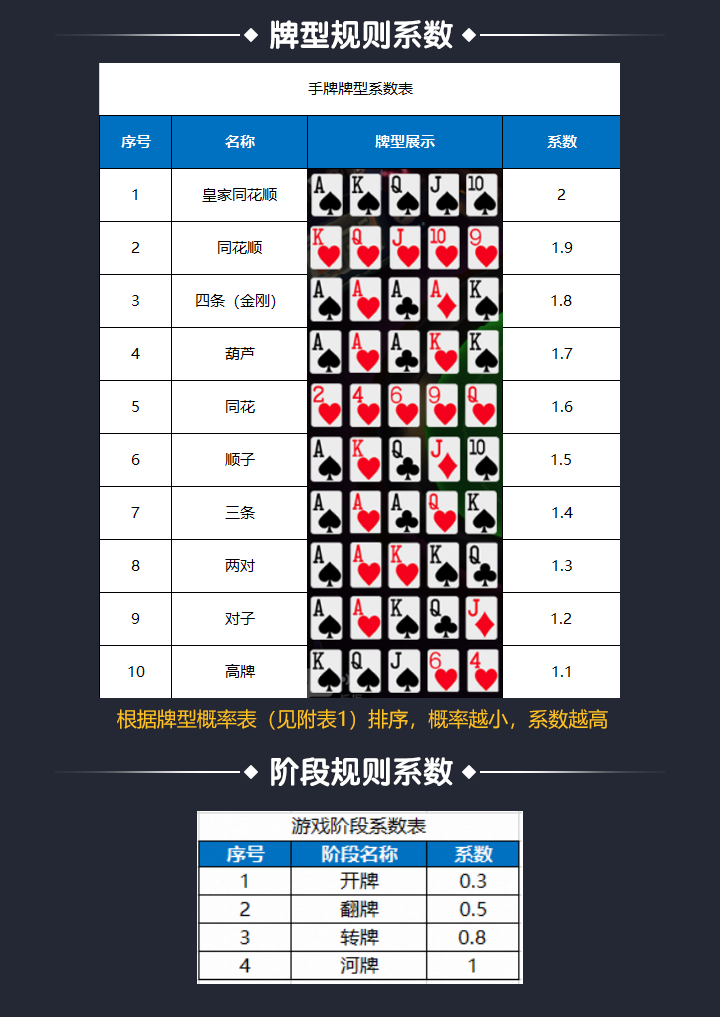 牌型规则系数
手牌牌型系数表
序号 名称 牌型展示 系数
1 皇家同花顺 A K Q J 10 2
2 同花顺 K Q J 10 9 1.9
3 四条（金刚） A A A A K 1.8
4 葫芦 A A A K K 1.7
5 同花 2 4 6 9 Q 1.6
6 顺子 A K Q J 10 1.5
7 三条 A A A Q K 1.4
8 两对 A A K K Q 1.3
9 对子 A A K Q J 1.2
10 高牌 K Q J 6 4 1.1
根据牌型概率表（见附表1）排序，概率越小，系数越高
阶段规则系数
游戏阶段系数表
序号 阶段名称 系数
1 开牌 0.3
2 翻牌 0.5
3 转牌 0.8
4 河牌 1